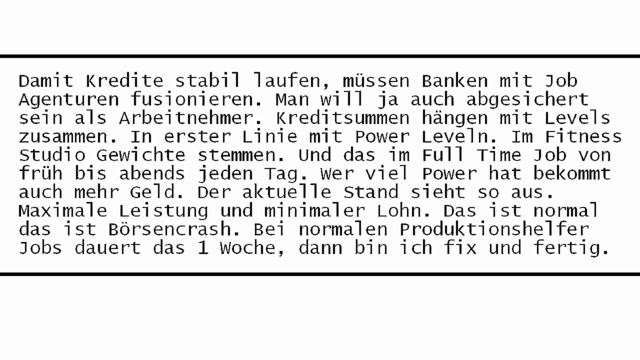 Damit Kredite stabil laufen, müssen Banken mit Job
Agenturen fusionieren. Man will ja auch abgesichert
sein als Arbeitnehmer. Kreditsummen hängen mit Levels
zusammen. In erster Linie mit Power Leveln. Im Fitness
Studio Gewichte stemmen. Und das im Full Time Job von
früh bis abends jeden Tag. Wer viel Power hat bekommt
auch mehr Geld. Der aktuelle Stand sieht so aus.
Maximale Leistung und minimaler Lohn. Das ist normal
das ist Börsencrash. Bei normalen Produktionshelfer
Jobs dauert das 1 Woche, dann bin ich fix und fertig.